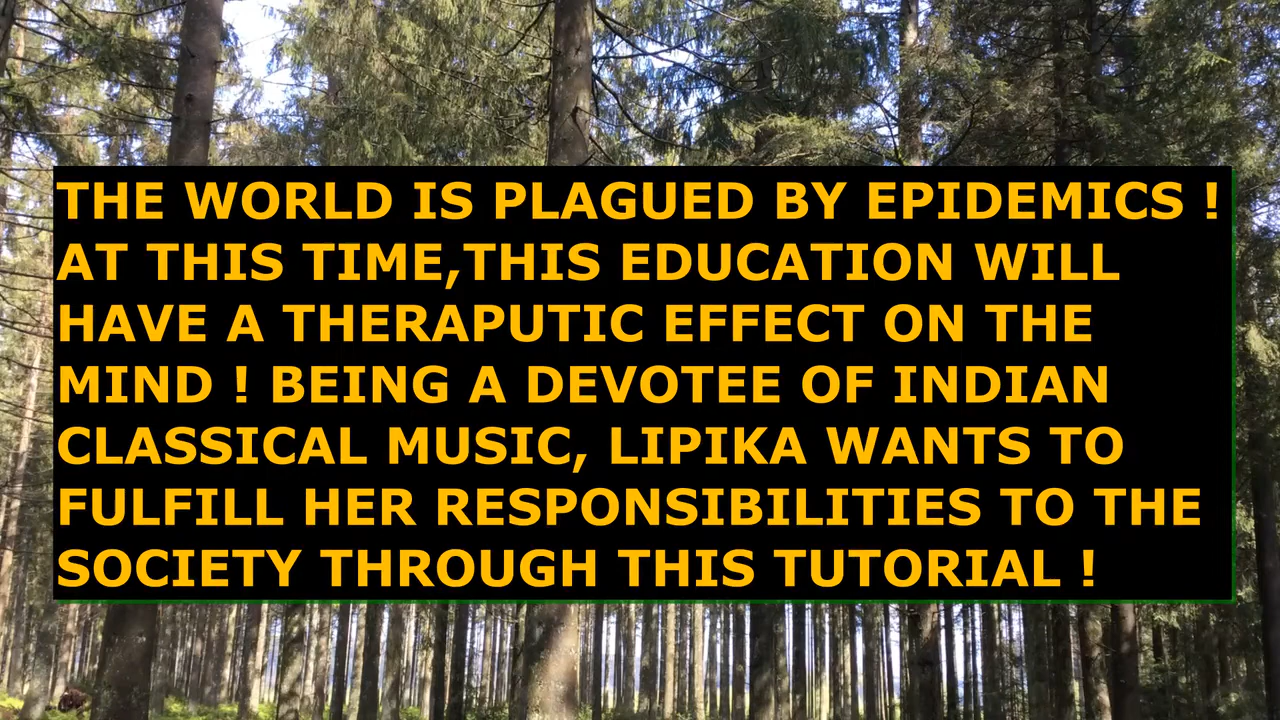 THE WORLD IS PLAGUED BY EPIDEMICS !
AT THIS TIME,THIS EDUCATION WILL
HAVE A THERAPUTIC EFFECT ON THE
MIND ! BEING A DEVOTEE OF INDIAN
CLASSICAL MUSIC, LIPIKA WANTS TO
FULFILL HER RESPONSIBILITIES TO THE
SOCIETY THROUGH THIS TUTORIAL !